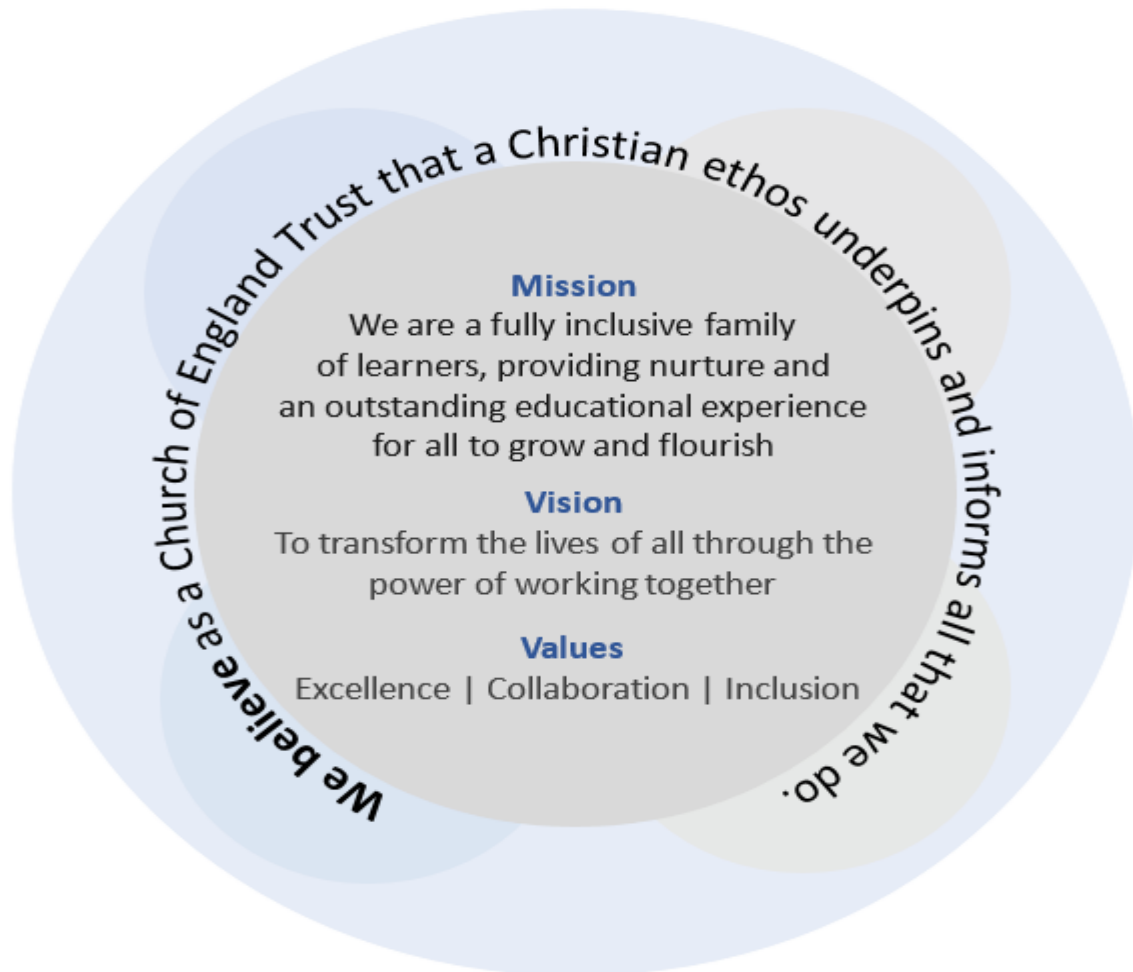 We believe as a Church of England Trust that a Christian ethos underpins and informs all that we do.
Mission
We are a fully inclusive family
of learners, providing nurture and
an outstanding educational experience
for all to grow and flourish
Vision
To transform the lives of all through the
power of working together
Values
Excellence | Collaboration | Inclusion